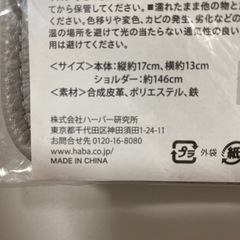 てから保管してください。■濡れたまま他の物と
ください。色移りや変色、カビの発生、劣化などの
湿の場所を避けて光の当たらない通気性の良い
けてください。
<サイズ>本体：縦約17cm、横約13cm
ショルダー：約146cm
<素材>合成皮革、ポリエステル、鉄
株式会社ハーバー研究所
東京都千代田区神田須田町1-24-11
お問合せ先 0120-16-8080
www.haba.co.jp
MADE IN CHINA
プラ 外袋 紙